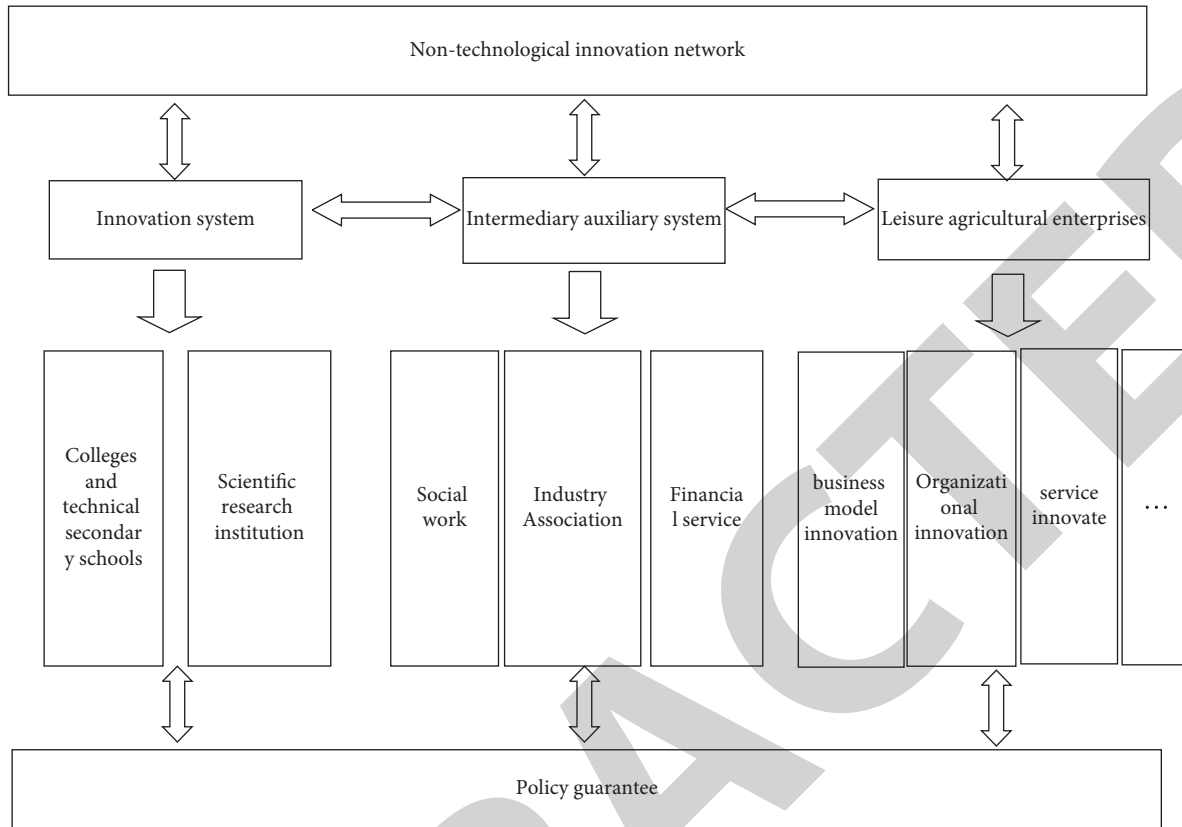 Non-technological innovation network
Innovation system
Intermediary auxiliary system
Leisure agricultural enterprises
Colleges
and
technical
secondar
y schools
Scientific
research
institution
Social
work
Industry
Association
Financia
l service
business
model
innovation
Organizati
onal
innovation
service
innovate
...
Policy guarantee